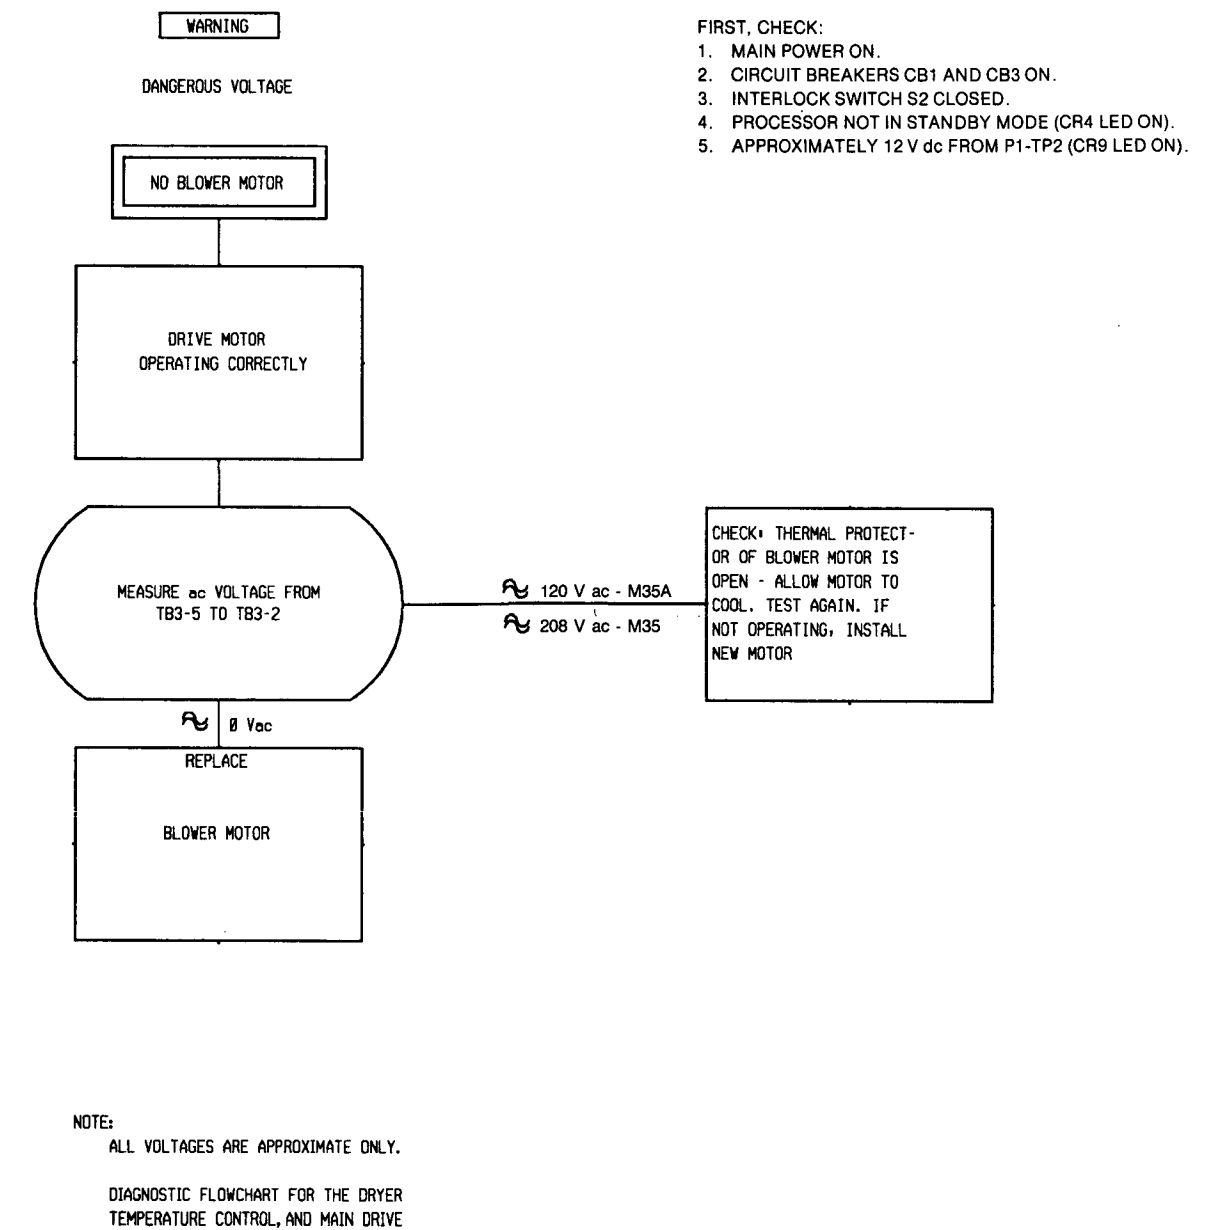 WARNING
DANGEROUS VOLTAGE
FIRST, CHECK:
1. MAIN POWER ON.
2. CIRCUIT BREAKERS CB1 AND CB3 ON.
3. INTERLOCK SWITCH S2 CLOSED.
4. PROCESSOR NOT IN STANDBY MODE (CR4 LED ON).
5. APPROXIMATELY 12 V dc FROM P1-TP2 (CR9 LED ON).
NO BLOWER MOTOR
DRIVE MOTOR
OPERATING CORRECTLY
MEASURE ac VOLTAGE FROM
TB3-5 TO TB3-2
120 V ac - M35A
208 V ac - M35
CHECK: THERMAL PROTECT-
OR OF BLOWER MOTOR IS
OPEN - ALLOW MOTOR TO
COOL. TEST AGAIN. IF
NOT OPERATING, INSTALL
NEW MOTOR
0 Vac
REPLACE
BLOWER MOTOR
NOTE:
ALL VOLTAGES ARE APPROXIMATE ONLY.
DIAGNOSTIC FLOWCHART FOR THE DRYER
TEMPERATURE CONTROL, AND MAIN DRIVE